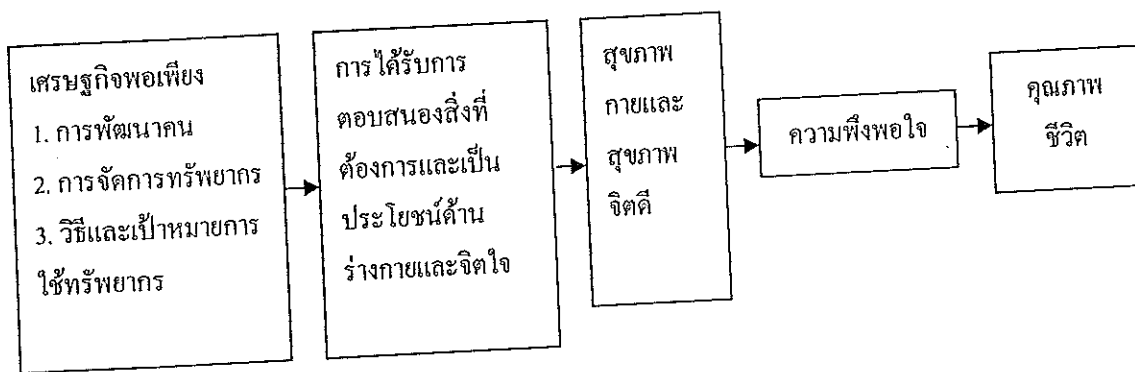 เศรษฐกิจพอเพียง
1. การพัฒนาคน
2. การจัดการทรัพยากร
3. วิธีและเป้าหมายการ
ใช้ทรัพยากร
การได้รับการ
ตอบสนองสิ่งที่
ต้องการและเป็น
ประโยชน์ด้าน
ร่างกายและจิตใจ
สุขภาพ
กายและ
สุขภาพ
จิตดี
ความพึงพอใจ
คุณภาพ
ชีวิต